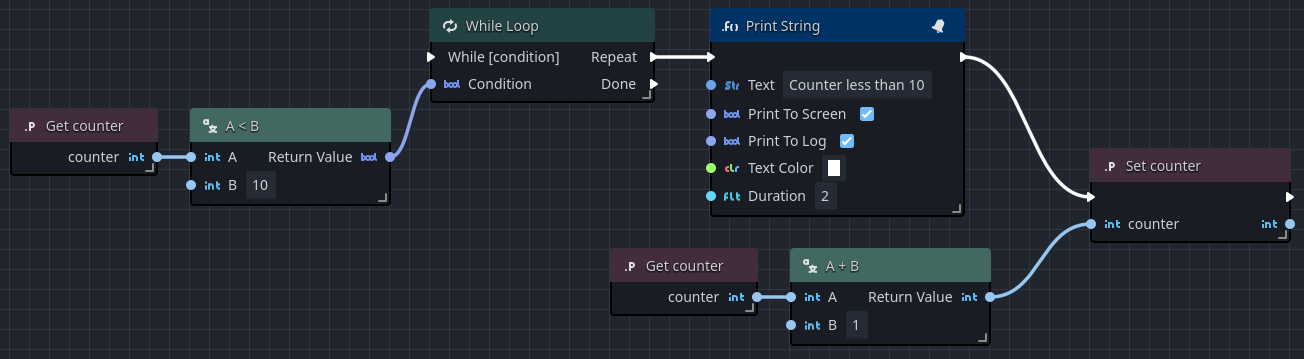 While Loop
While [condition] Repeat
bool Condition Done
.f() Print String
Str Text Counter less than 10
bool Print To Screen
bool Print To Log
clr Text Color
flt Duration 2
.P Get counter
counter int
A < B
int A Return Value bool
int B 10
.P Set counter
int counter int
.P Get counter
counter int
A + B
int A Return Value int
int B 1